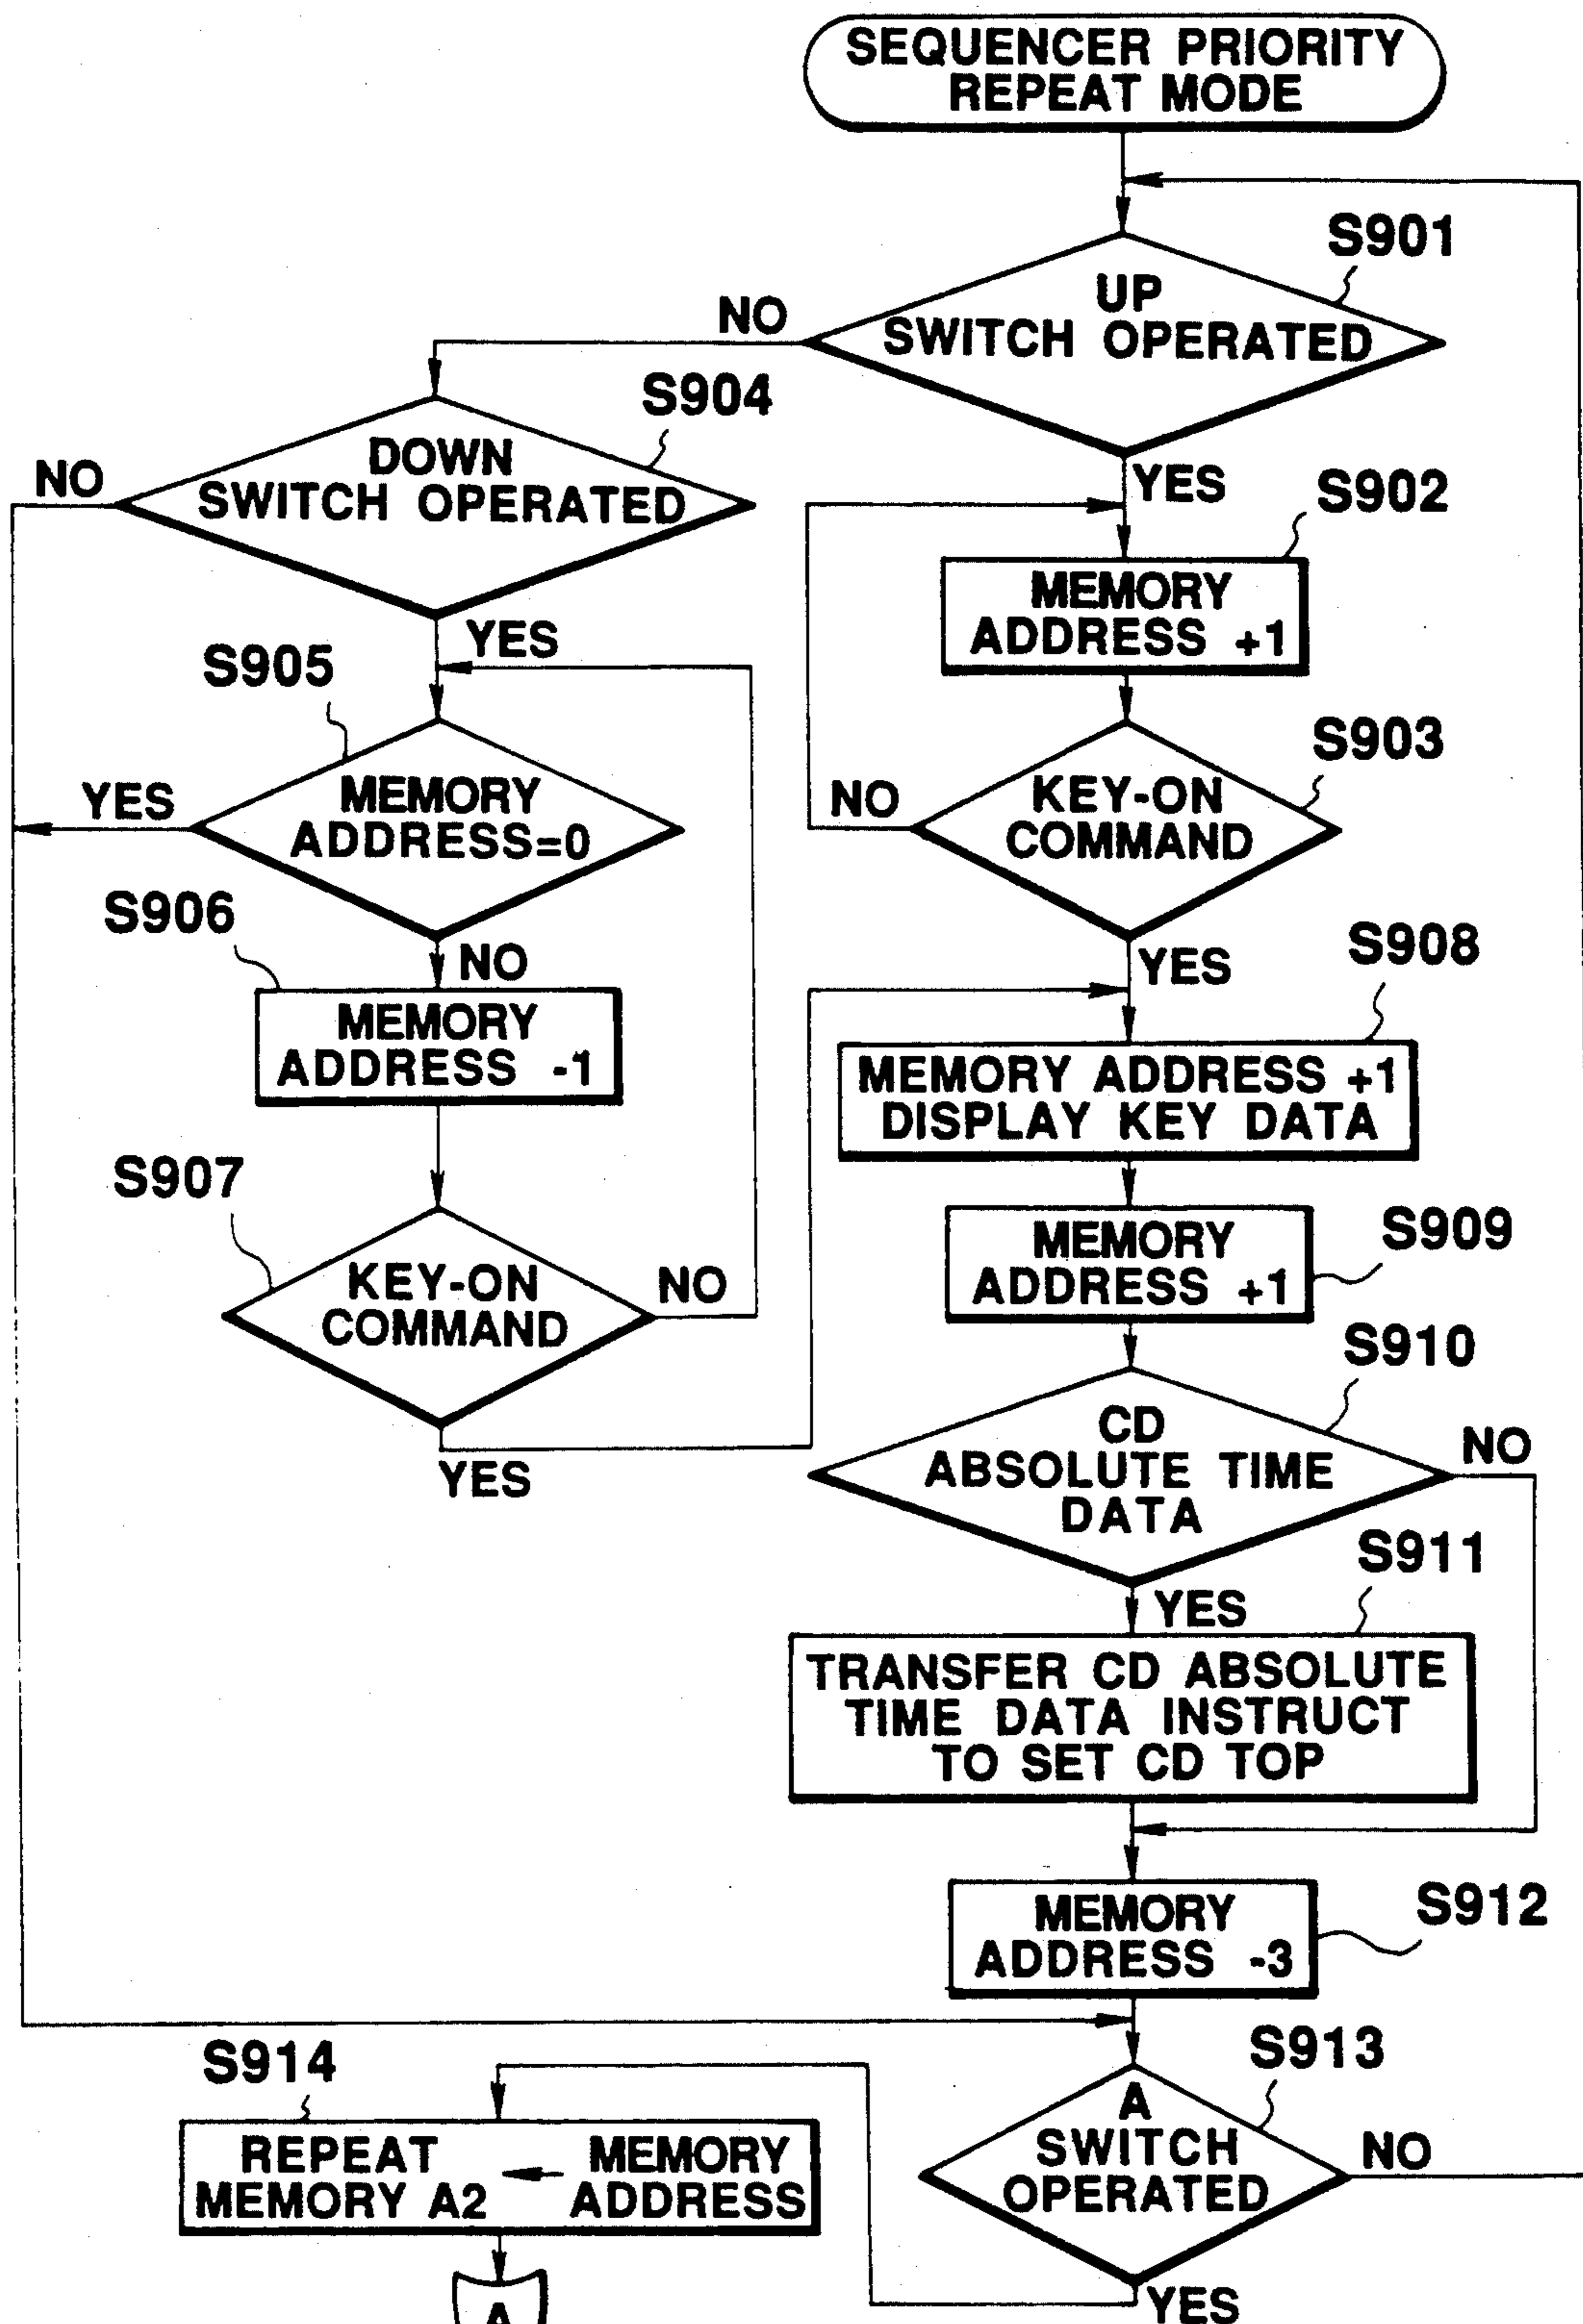 SEQUENCER PRIORITY
REPEAT MODE
S901
UP
SWITCH OPERATED
NO
YES
S904
DOWN
SWITCH OPERATED
NO
YES
S902
MEMORY
ADDRESS +1
S905
MEMORY
ADDRESS=0
YES
NO
S903
KEY-ON
COMMAND
NO
YES
S906
MEMORY
ADDRESS -1
S908
MEMORY ADDRESS +1
DISPLAY KEY DATA
S907
KEY-ON
COMMAND
NO
YES
S909
MEMORY
ADDRESS +1
S910
CD
ABSOLUTE TIME
DATA
NO
YES
S911
TRANSFER CD ABSOLUTE
TIME DATA INSTRUCT
TO SET CD TOP
S912
MEMORY
ADDRESS -3
S913
A
SWITCH
OPERATED
NO
YES
S914
REPEAT
MEMORY A2
MEMORY
ADDRESS
A